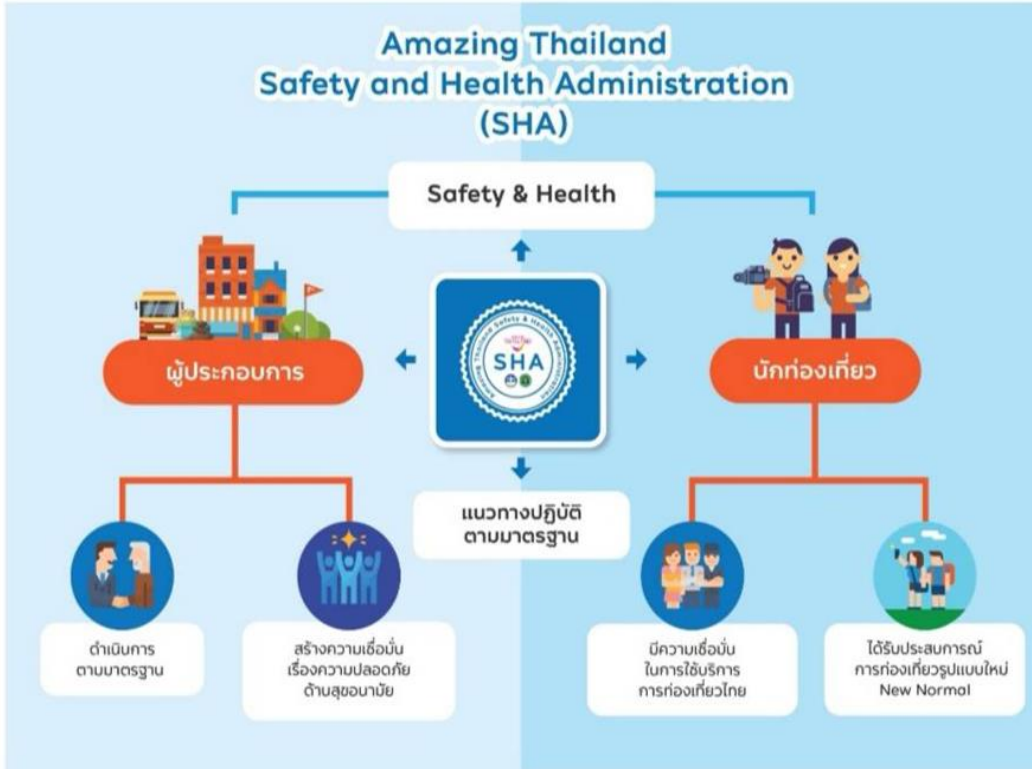 Amazing Thailand
Safety and Health Administration
(SHA)
Safety & Health
ผู้ประกอบการ
Amazing Thailand Safety & Health Administration
SHA
นักท่องเที่ยว
แนวทางปฏิบัติ
ตามมาตรฐาน
ดำเนินการ
ตามมาตรฐาน
สร้างความเชื่อมั่น
เรื่องความปลอดภัย
ด้านสุขอนามัย
มีความเชื่อมั่น
ในการใช้บริการ
การท่องเที่ยวไทย
ได้รับประสบการณ์
การท่องเที่ยวรูปแบบใหม่
New Normal